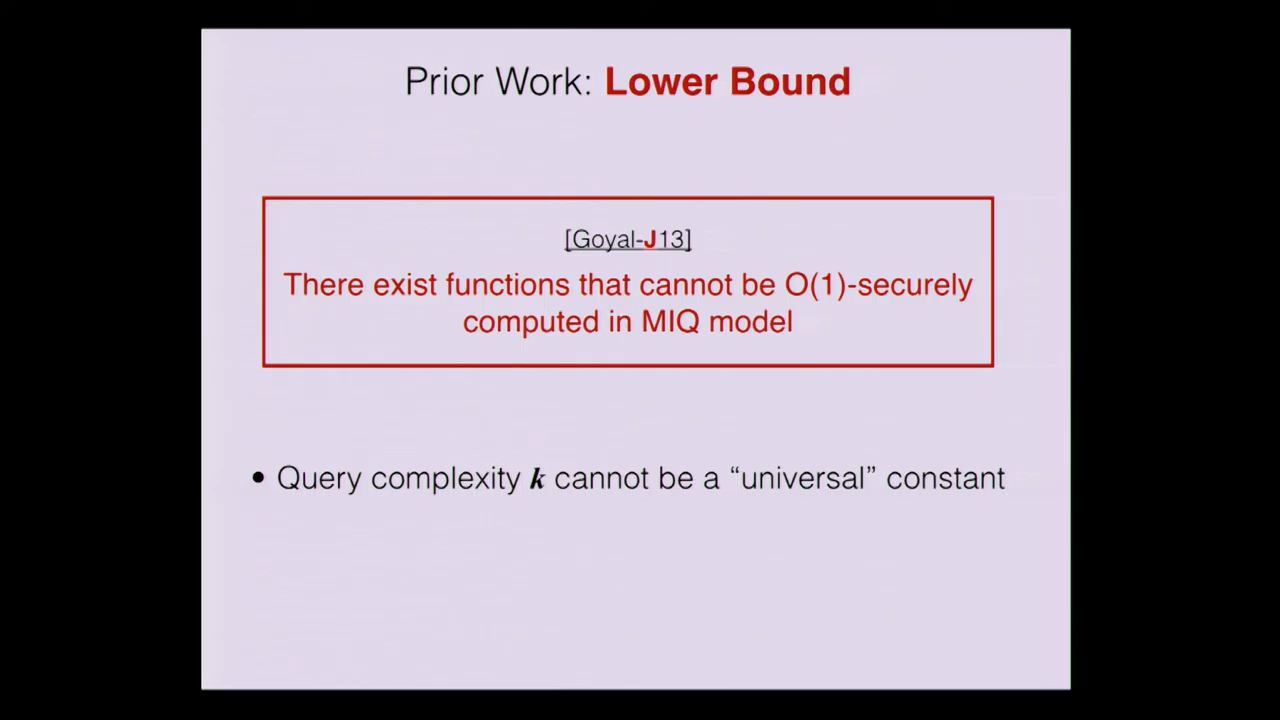 Prior Work: Lower Bound
[Goyal-J13]
There exist functions that cannot be O(1)-securely
computed in MIQ model
• Query complexity k cannot be a “universal” constant